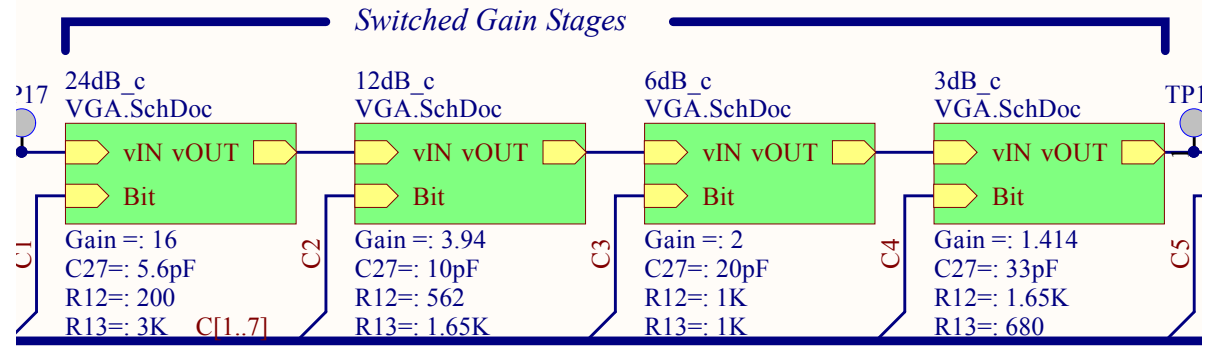 Switched Gain Stages
24dB_c
VGA.SchDoc
vIN vOUT
Bit
Gain =: 16
C27=: 5.6pF
R12=: 200
R13=: 3K
C1
C[1..7]
12dB_c
VGA.SchDoc
vIN vOUT
Bit
Gain =: 3.94
C27=: 10pF
R12=: 562
R13=: 1.65K
C2
6dB_c
VGA.SchDoc
vIN vOUT
Bit
Gain =: 2
C27=: 20pF
R12=: 1K
R13=: 1K
C3
3dB_c
VGA.SchDoc
vIN vOUT
Bit
Gain =: 1.414
C27=: 33pF
R12=: 1.65K
R13=: 680
C4
C5
P17
TP1